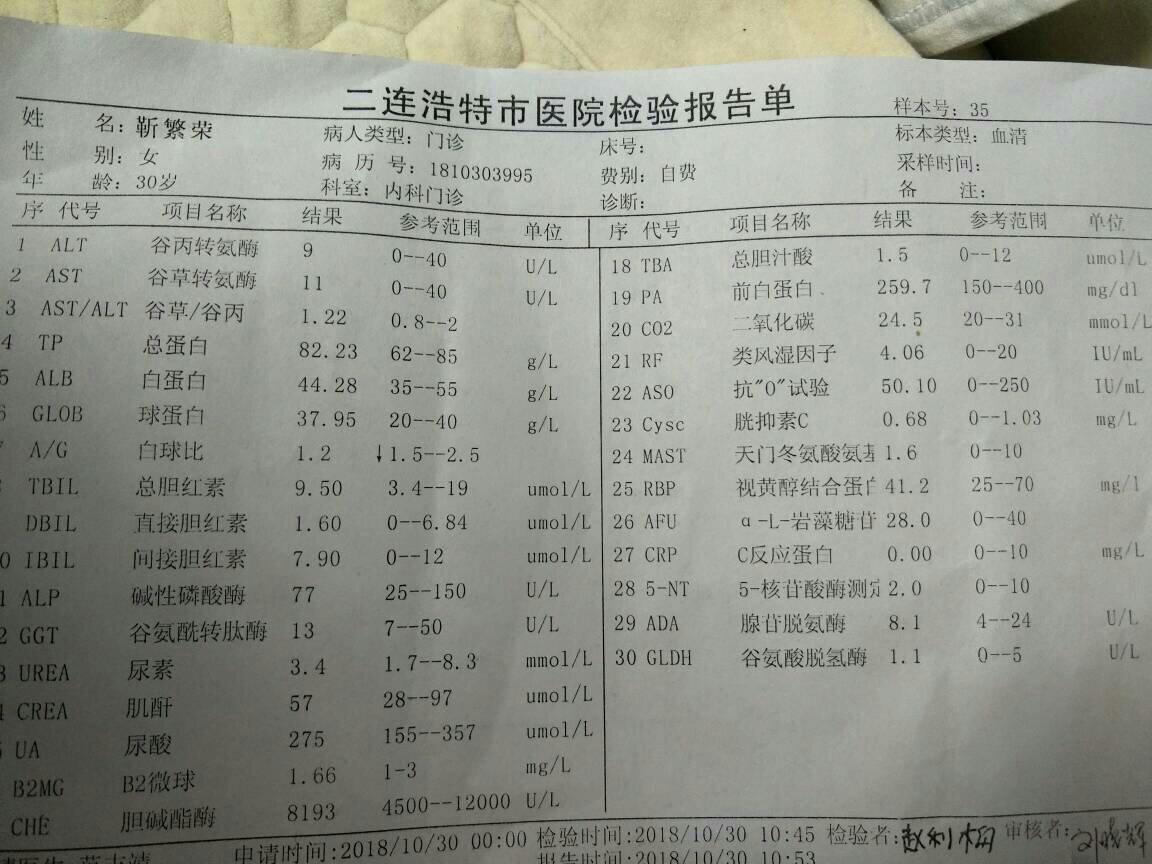 二连浩特市医院检验报告单
样本号: 35
姓 名: 靳繁荣 病人类型: 门诊 床号: 标本类型: 血清
性 别: 女 病 历 号: 1810303995 费别: 自费 采样时间:
年 龄: 30岁 科室: 内科门诊 诊断: 备 注:
序 代号 项目名称 结果 参考范围 单位 序 代号 项目名称 结果 参考范围 单位
1 ALT 谷丙转氨酶 9 0--40 U/L 18 TBA 总胆汁酸 1.5 0--12 umol/L
2 AST 谷草转氨酶 11 0--40 U/L 19 PA 前白蛋白 259.7 150--400 mg/dl
3 AST/ALT 谷草/谷丙 1.22 0.8--2 20 CO2 二氧化碳 24.5 20--31 mmol/L
4 TP 总蛋白 82.23 62--85 g/L 21 RF 类风湿因子 4.06 0--20 IU/mL
5 ALB 白蛋白 44.28 35--55 g/L 22 ASO 抗"O"试验 50.10 0--250 IU/mL
6 GLOB 球蛋白 37.95 20--40 g/L 23 Cysc 胱抑素C 0.68 0--1.03 mg/L
A/G 白球比 1.2 ↓1.5--2.5 24 MAST 天门冬氨酸氨基 1.6 0--10
TBIL 总胆红素 9.50 3.4--19 umol/L 25 RBP 视黄醇结合蛋白 41.2 25--70 mg/l
DBIL 直接胆红素 1.60 0--6.84 umol/L 26 AFU α-L-岩藻糖苷 28.0 0--40
0 IBIL 间接胆红素 7.90 0--12 umol/L 27 CRP C反应蛋白 0.00 0--10 mg/L
1 ALP 碱性磷酸酶 77 25--150 U/L 28 5-NT 5-核苷酸酶测定 2.0 0--10
2 GGT 谷氨酰转肽酶 13 7--50 U/L 29 ADA 腺苷脱氨酶 8.1 4--24 U/L
3 UREA 尿素 3.4 1.7--8.3 mmol/L 30 GLDH 谷氨酸脱氢酶 1.1 0--5 U/L
4 CREA 肌酐 57 28--97 umol/L
5 UA 尿酸 275 155--357 umol/L
B2MG B2微球 1.66 1-3 mg/L
CHE 胆碱酯酶 8193 4500--12000 U/L
申请时间:2018/10/30 00:00 检验时间:2018/10/30 10:45 检验者: 赵利梅 审核者: 刘晓辉
报告时间:2018/10/30 10:53